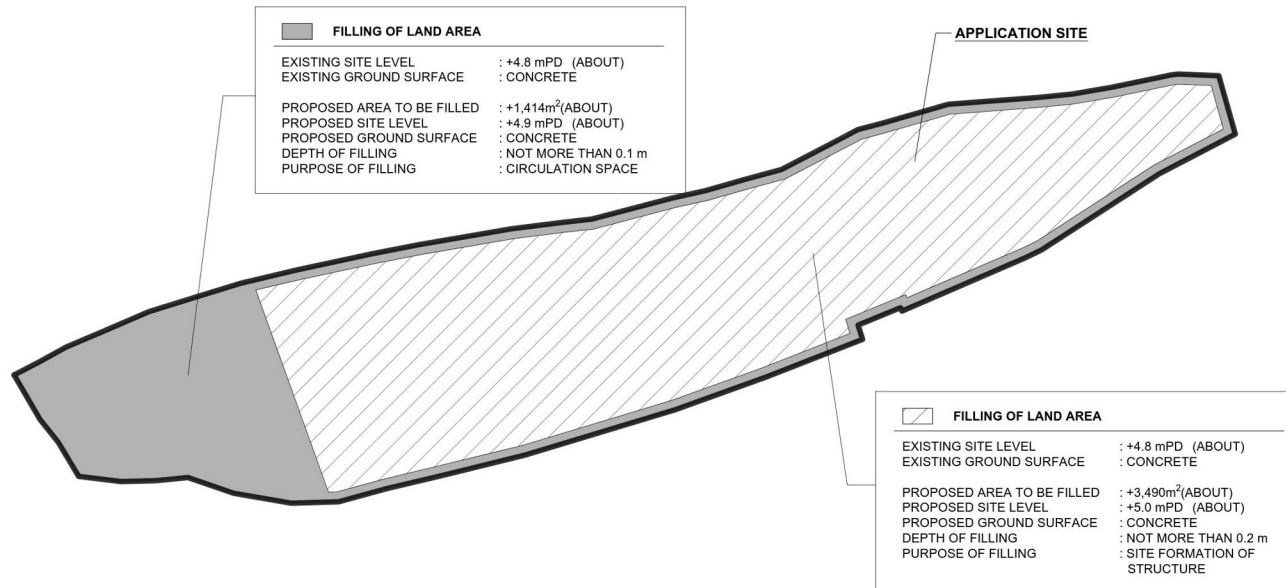 FILLING OF LAND AREA
EXISTING SITE LEVEL : +4.8 mPD (ABOUT)
EXISTING GROUND SURFACE : CONCRETE
PROPOSED AREA TO BE FILLED : +1,414m²(ABOUT)
PROPOSED SITE LEVEL : +4.9 mPD (ABOUT)
PROPOSED GROUND SURFACE : CONCRETE
DEPTH OF FILLING : NOT MORE THAN 0.1 m
PURPOSE OF FILLING : CIRCULATION SPACE
APPLICATION SITE
FILLING OF LAND AREA
EXISTING SITE LEVEL : +4.8 mPD (ABOUT)
EXISTING GROUND SURFACE : CONCRETE
PROPOSED AREA TO BE FILLED : +3,490m²(ABOUT)
PROPOSED SITE LEVEL : +5.0 mPD (ABOUT)
PROPOSED GROUND SURFACE : CONCRETE
DEPTH OF FILLING : NOT MORE THAN 0.2 m
PURPOSE OF FILLING : SITE FORMATION OF
STRUCTURE